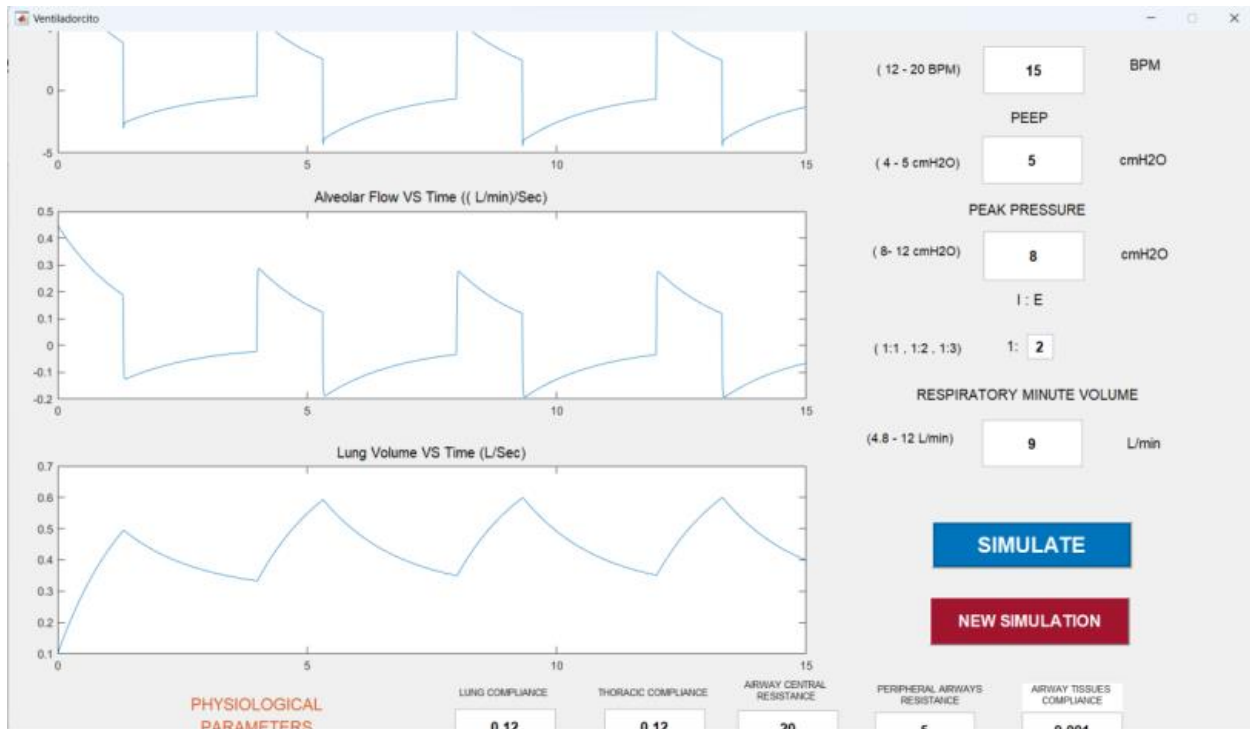 Ventiladorcito
0
-5
0 5 10 15
Alveolar Flow VS Time (( L/min)/Sec)
0.5
0.4
0.3
0.2
0.1
0
-0.1
-0.2
0 5 10 15
Lung Volume VS Time (L/Sec)
0.7
0.6
0.5
0.4
0.3
0.2
0.1
0 5 10 15
( 12 - 20 BPM) 15 BPM
PEEP
( 4 - 5 cmH2O) 5 cmH2O
PEAK PRESSURE
( 8- 12 cmH2O) 8 cmH2O
I : E
( 1:1 , 1:2 , 1:3) 1: 2
RESPIRATORY MINUTE VOLUME
(4.8 - 12 L/min) 9 L/min
SIMULATE
NEW SIMULATION
PHYSIOLOGICAL
PARAMETERS
LUNG COMPLIANCE
0.12
THORACIC COMPLIANCE
0.12
AIRWAY CENTRAL
RESISTANCE
20
PERIPHERAL AIRWAYS
RESISTANCE
AIRWAY TISSUES
COMPLIANCE
0.001